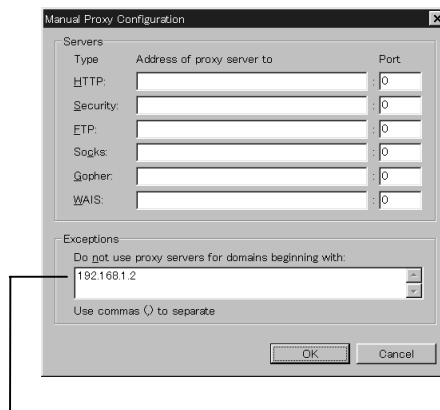 Manual Proxy Configuration
Servers
Type Address of proxy server to Port
HTTP: : 0
Security: : 0
FTP: : 0
Socks: : 0
Gopher: : 0
WAIS: : 0
Exceptions
Do not use proxy servers for domains beginning with:
192.168.1.2
Use commas (,) to separate
OK Cancel